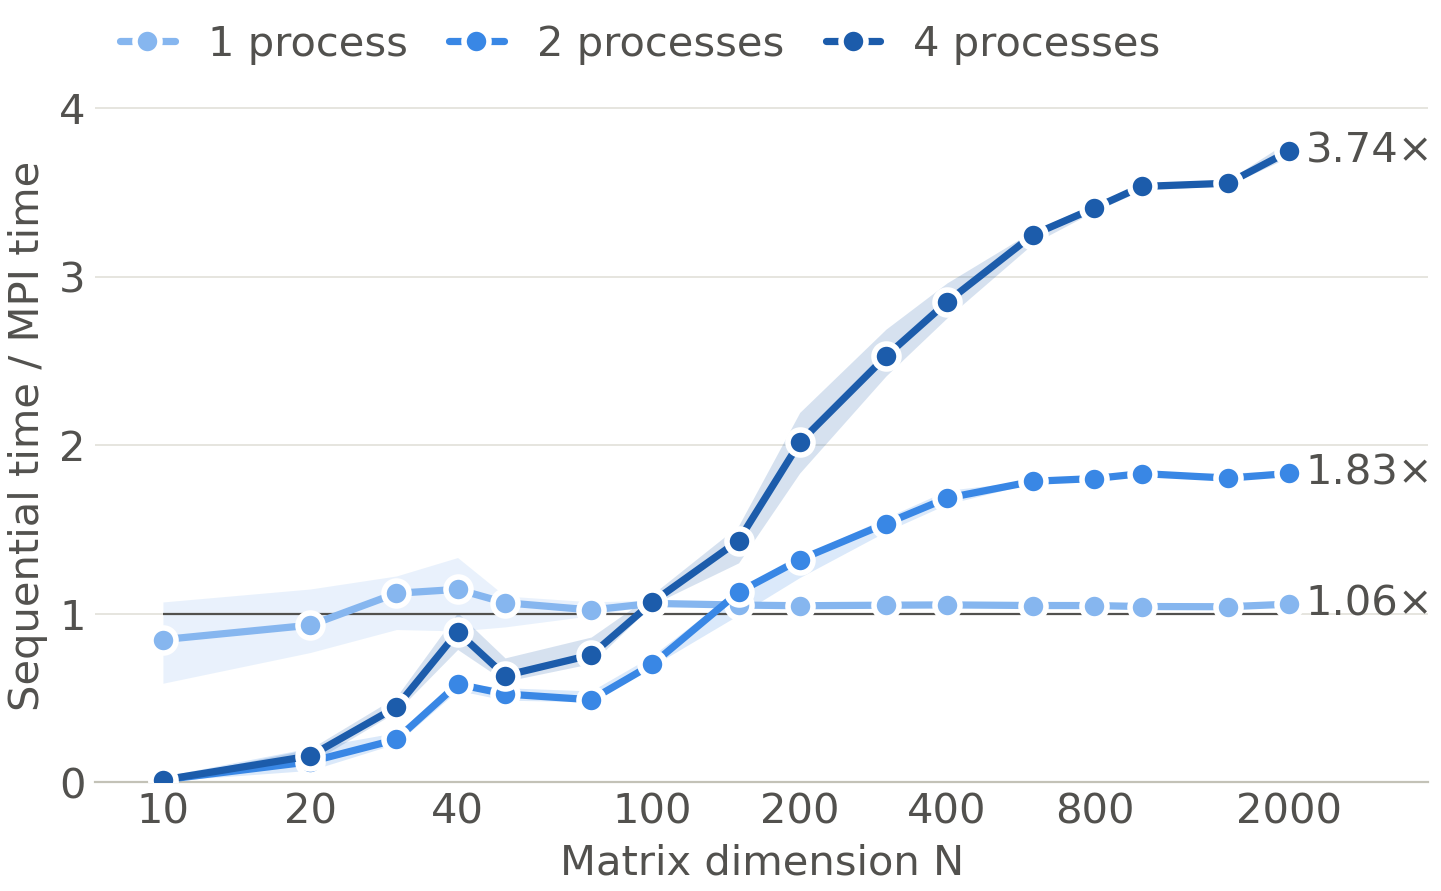 1 process 2 processes 4 processes
4
3
2
1
0
Sequential time / MPI time
3.74×
1.83×
1.06×
10 20 40 100 200 400 800 2000
Matrix dimension N